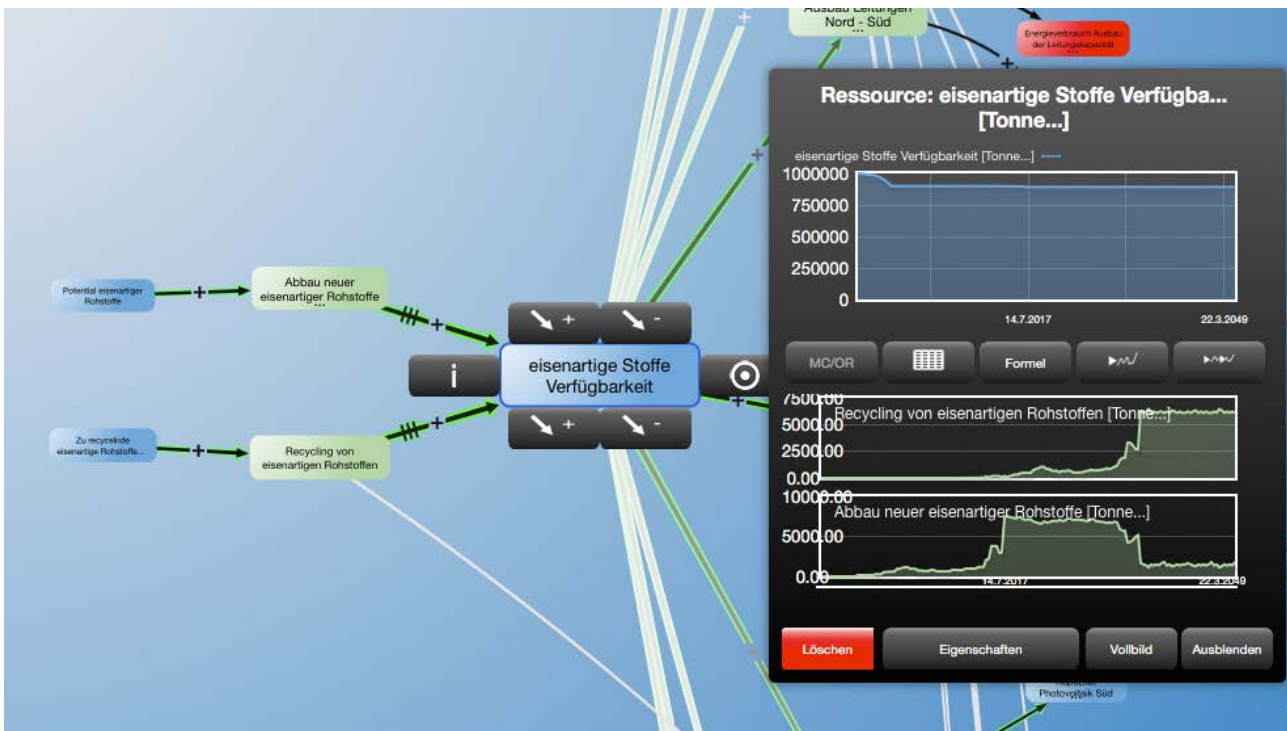 Ausbau Leitungen
Nord - Süd
...
Energieverbrauch Ausbau
der Leitungskapazität
...
+
+
+
Ressource: eisenartige Stoffe Verfügba...
[Tonne...]
eisenartige Stoffe Verfügbarkeit [Tonne...]
1000000
750000
500000
250000
0
14.7.2017
22.3.2049
MC/OR
Formel
7500.00
Recycling von eisenartigen Rohstoffen [Tonne...]
5000.00
2500.00
0.00
10000.00
Abbau neuer eisenartiger Rohstoffe [Tonne...]
5000.00
0.00
14.7.2017
22.3.2049
Löschen
Eigenschaften
Vollbild
Ausblenden
Potential eisenartiger
Rohstoffe
+
Abbau neuer
eisenartiger Rohstoffe
...
+
+ -
i
eisenartige Stoffe
Verfügbarkeit
+
+ -
Zu recycelnde
eisenartige Rohstoffe...
+
Recycling von
eisenartigen Rohstoffen
+
Photovoltaik Süd